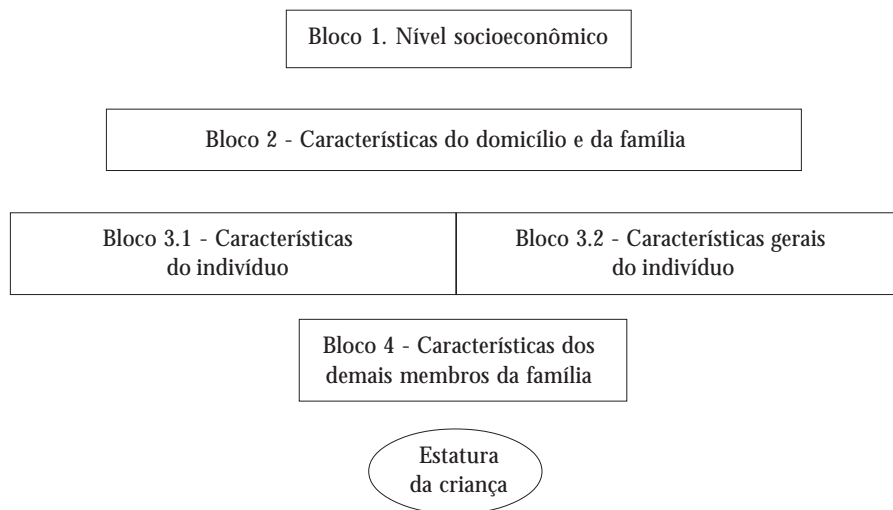 Bloco 1. Nível socioeconômico
Bloco 2 - Características do domicílio e da família
Bloco 3.1 - Características
do indivíduo
Bloco 3.2 - Características gerais
do indivíduo
Bloco 4 - Características dos
demais membros da família
Estatura
da criança